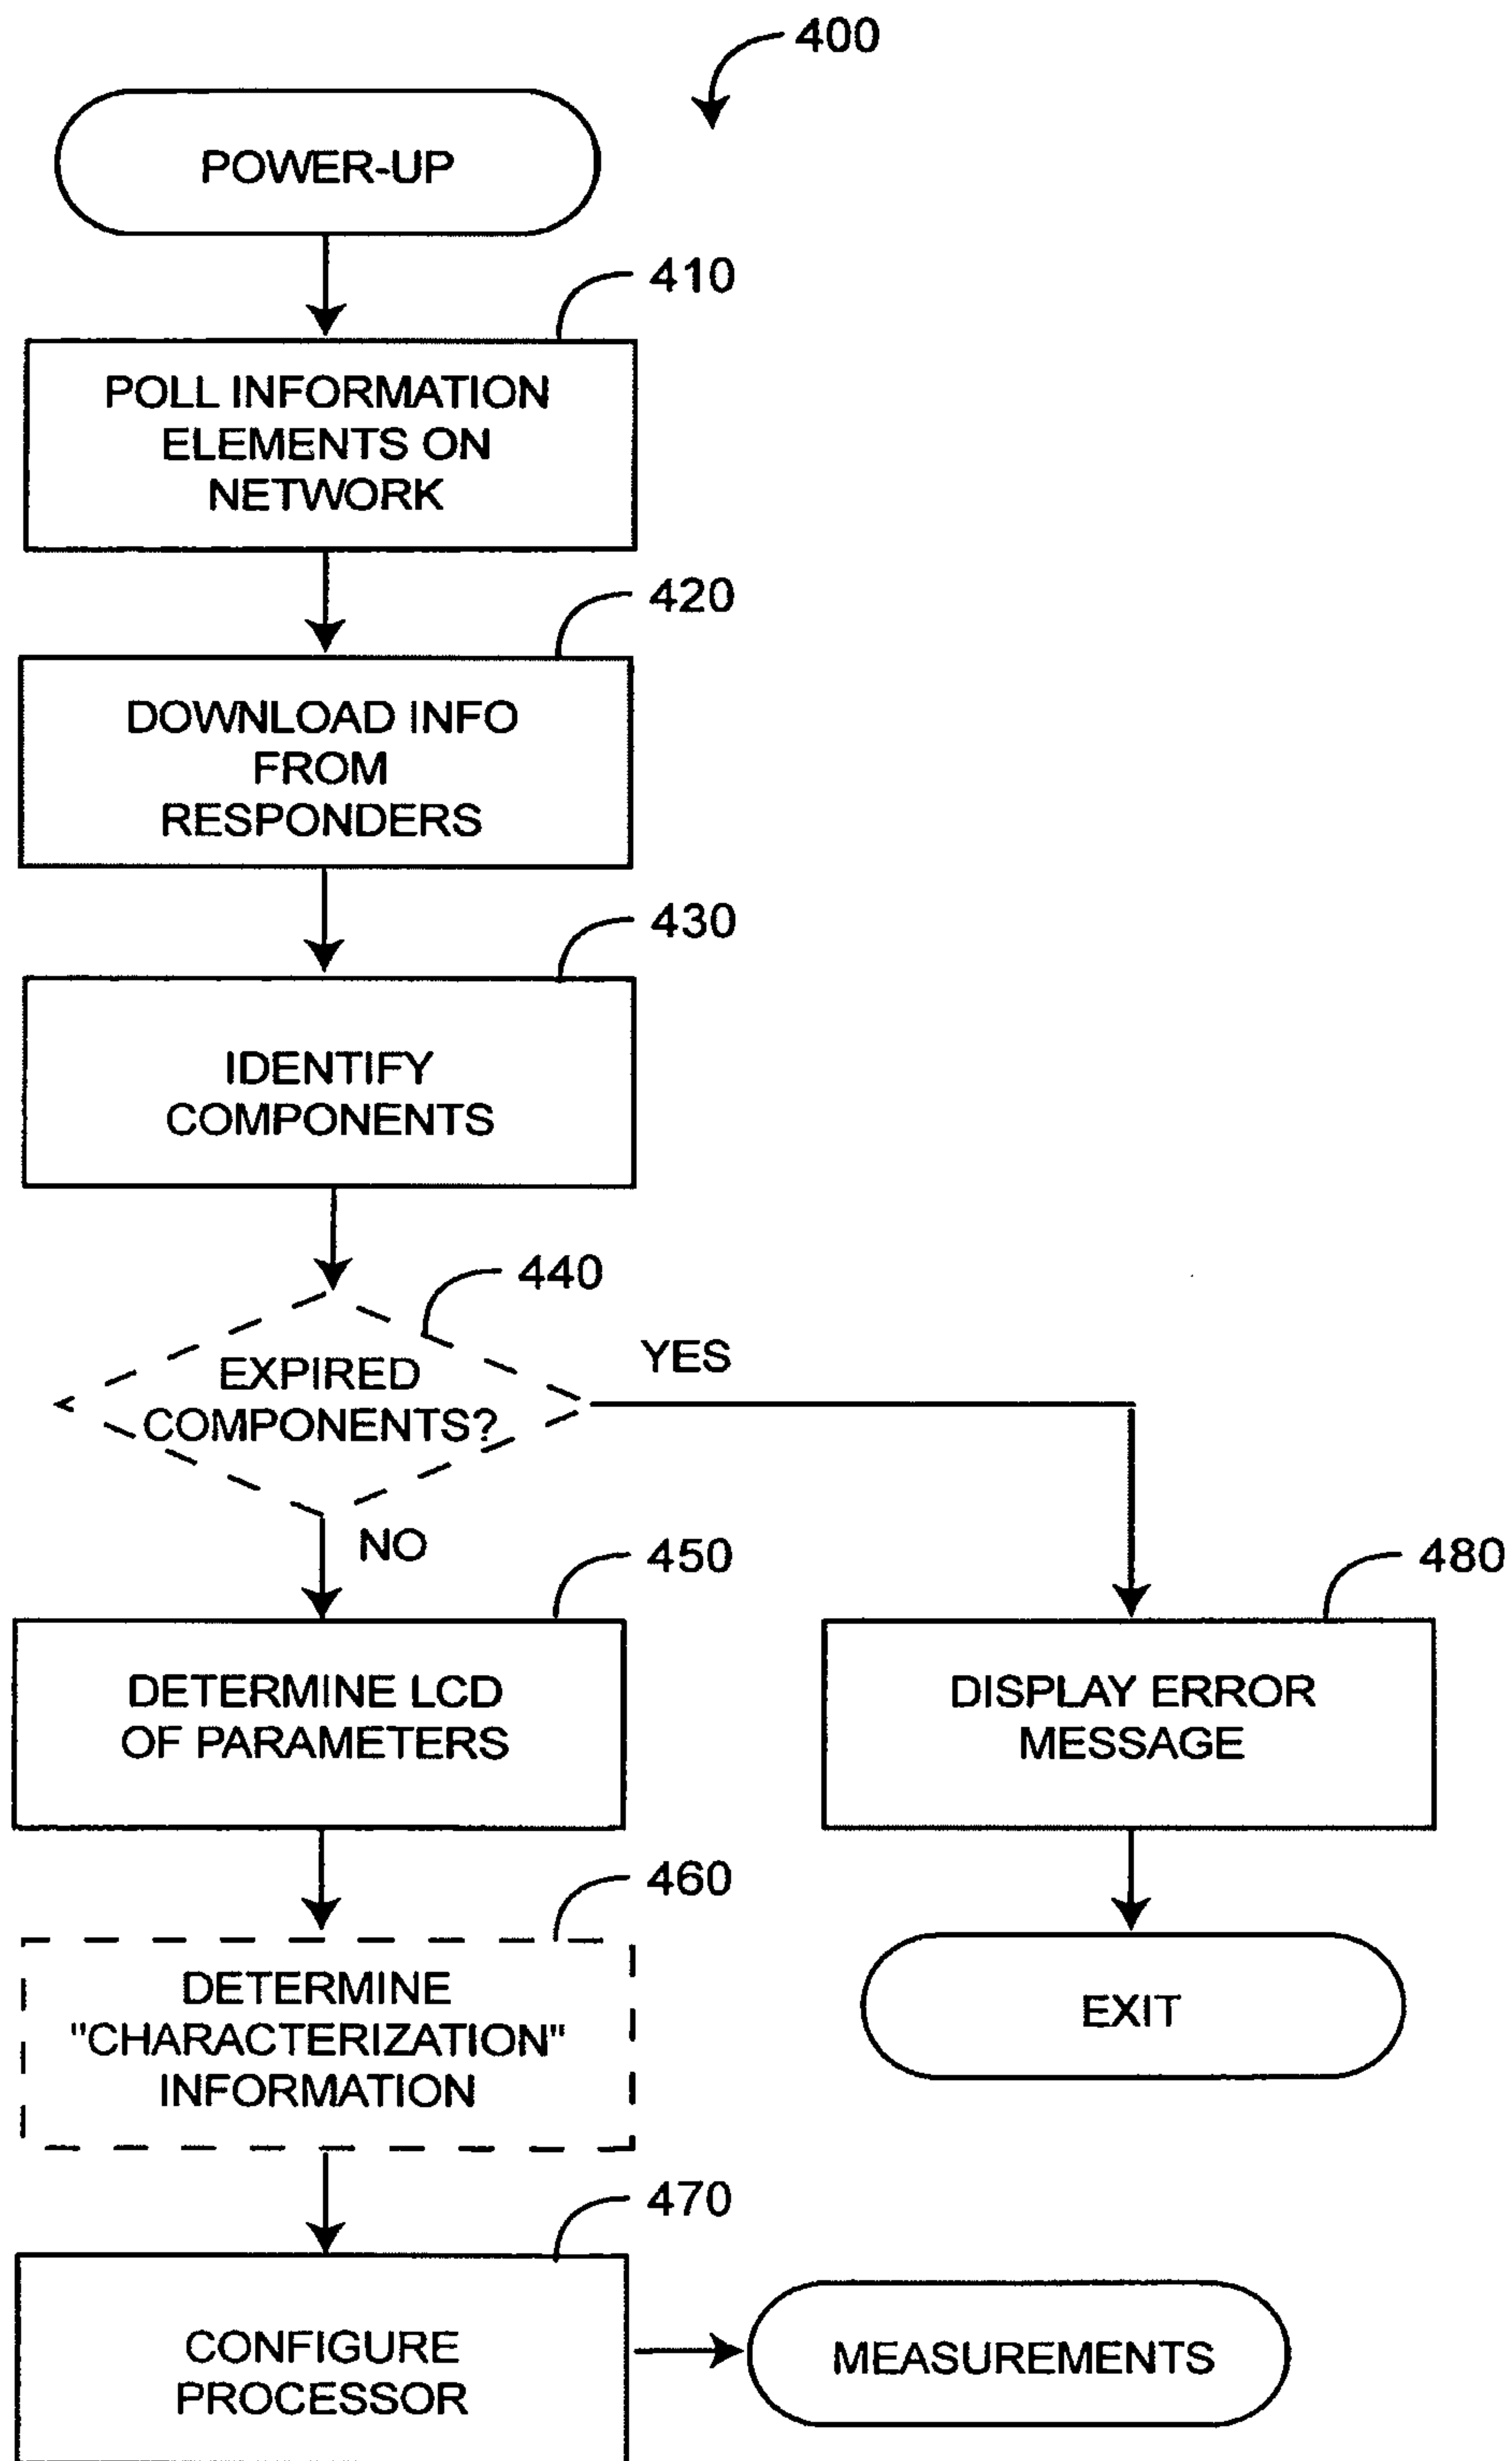 400
POWER-UP
410
POLL INFORMATION
ELEMENTS ON
NETWORK
420
DOWNLOAD INFO
FROM
RESPONDERS
430
IDENTIFY
COMPONENTS
440
EXPIRED
COMPONENTS?
YES
NO
450
DETERMINE LCD
OF PARAMETERS
480
DISPLAY ERROR
MESSAGE
460
DETERMINE
"CHARACTERIZATION"
INFORMATION
EXIT
470
CONFIGURE
PROCESSOR
MEASUREMENTS